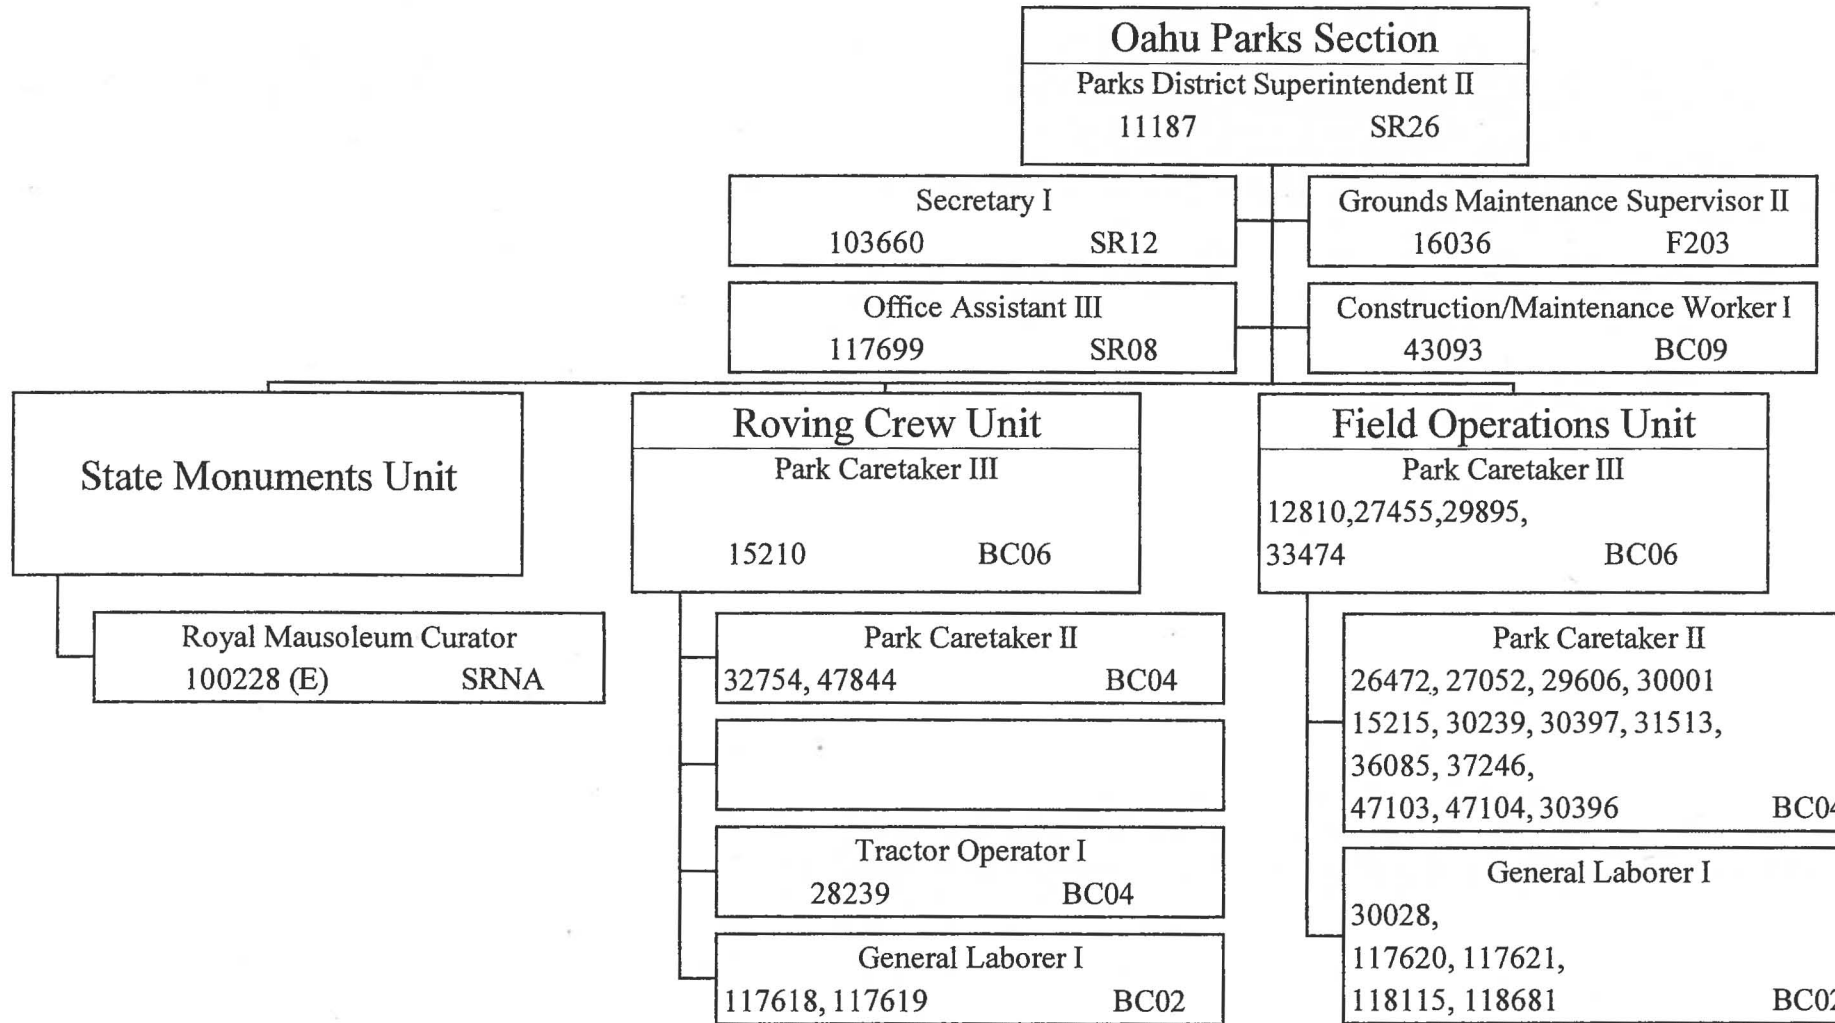 Oahu Parks Section
Parks District Superintendent II
11187 SR26
Secretary I
103660 SR12
Grounds Maintenance Supervisor II
16036 F203
Office Assistant III
117699 SR08
Construction/Maintenance Worker I
43093 BC09
State Monuments Unit
Royal Mausoleum Curator
100228 (E) SRNA
Roving Crew Unit
Park Caretaker III
15210 BC06
Park Caretaker II
32754, 47844 BC04
Tractor Operator I
28239 BC04
General Laborer I
117618, 117619 BC02
Field Operations Unit
Park Caretaker III
12810,27455,29895,
33474 BC06
Park Caretaker II
26472, 27052, 29606, 30001
15215, 30239, 30397, 31513,
36085, 37246,
47103, 47104, 30396 BC04
General Laborer I
30028,
117620, 117621,
118115, 118681 BC02